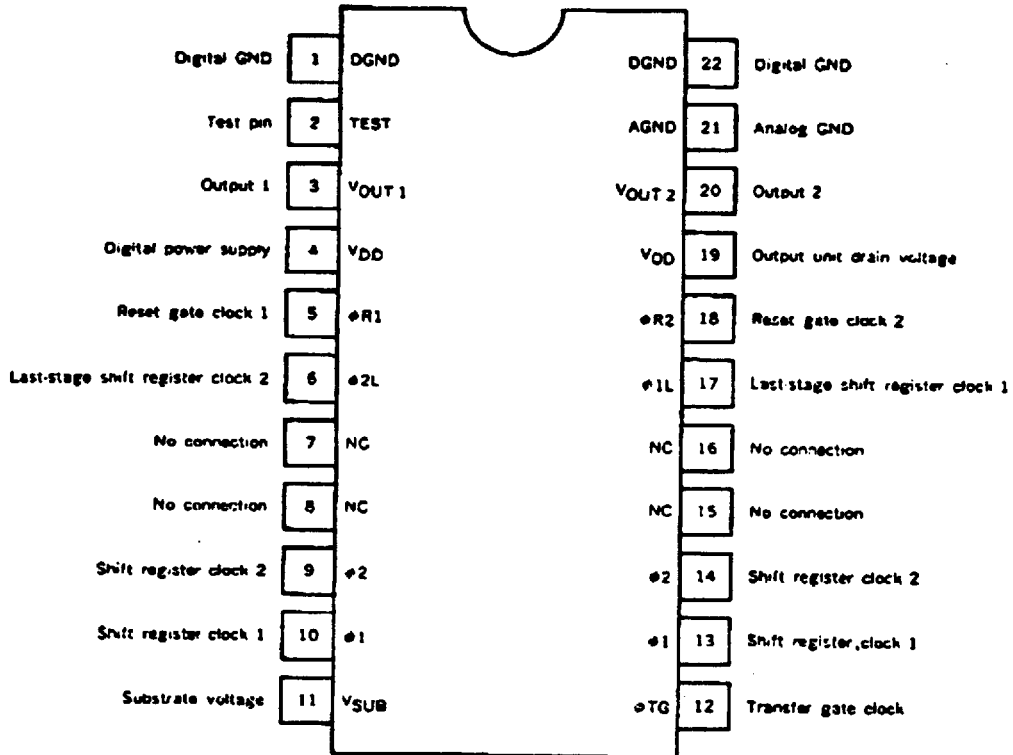 Digital GND 1 DGND DGND 22 Digital GND
Test pin 2 TEST AGND 21 Analog GND
Output 1 3 VOUT 1 VOUT 2 20 Output 2
Digital power supply 4 VDD VOD 19 Output unit drain voltage
Reset gate clock 1 5 φR1 φR2 18 Reset gate clock 2
Last-stage shift register clock 2 6 φ2L φ1L 17 Last-stage shift register clock 1
No connection 7 NC NC 16 No connection
No connection 8 NC NC 15 No connection
Shift register clock 2 9 φ2 φ2 14 Shift register clock 2
Shift register clock 1 10 φ1 φ1 13 Shift register clock 1
Substrate voltage 11 VSUB φTG 12 Transfer gate clock